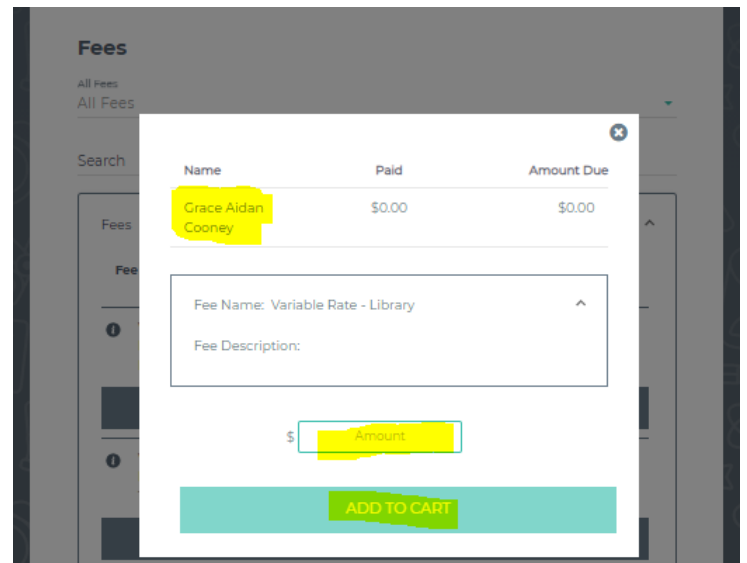 Fees
All Fees
All Fees
Search
Name Paid Amount Due
Grace Aidan $0.00 $0.00
Cooney
Fees
Fee
Fee Name: Variable Rate - Library
Fee Description:
$ Amount
ADD TO CART